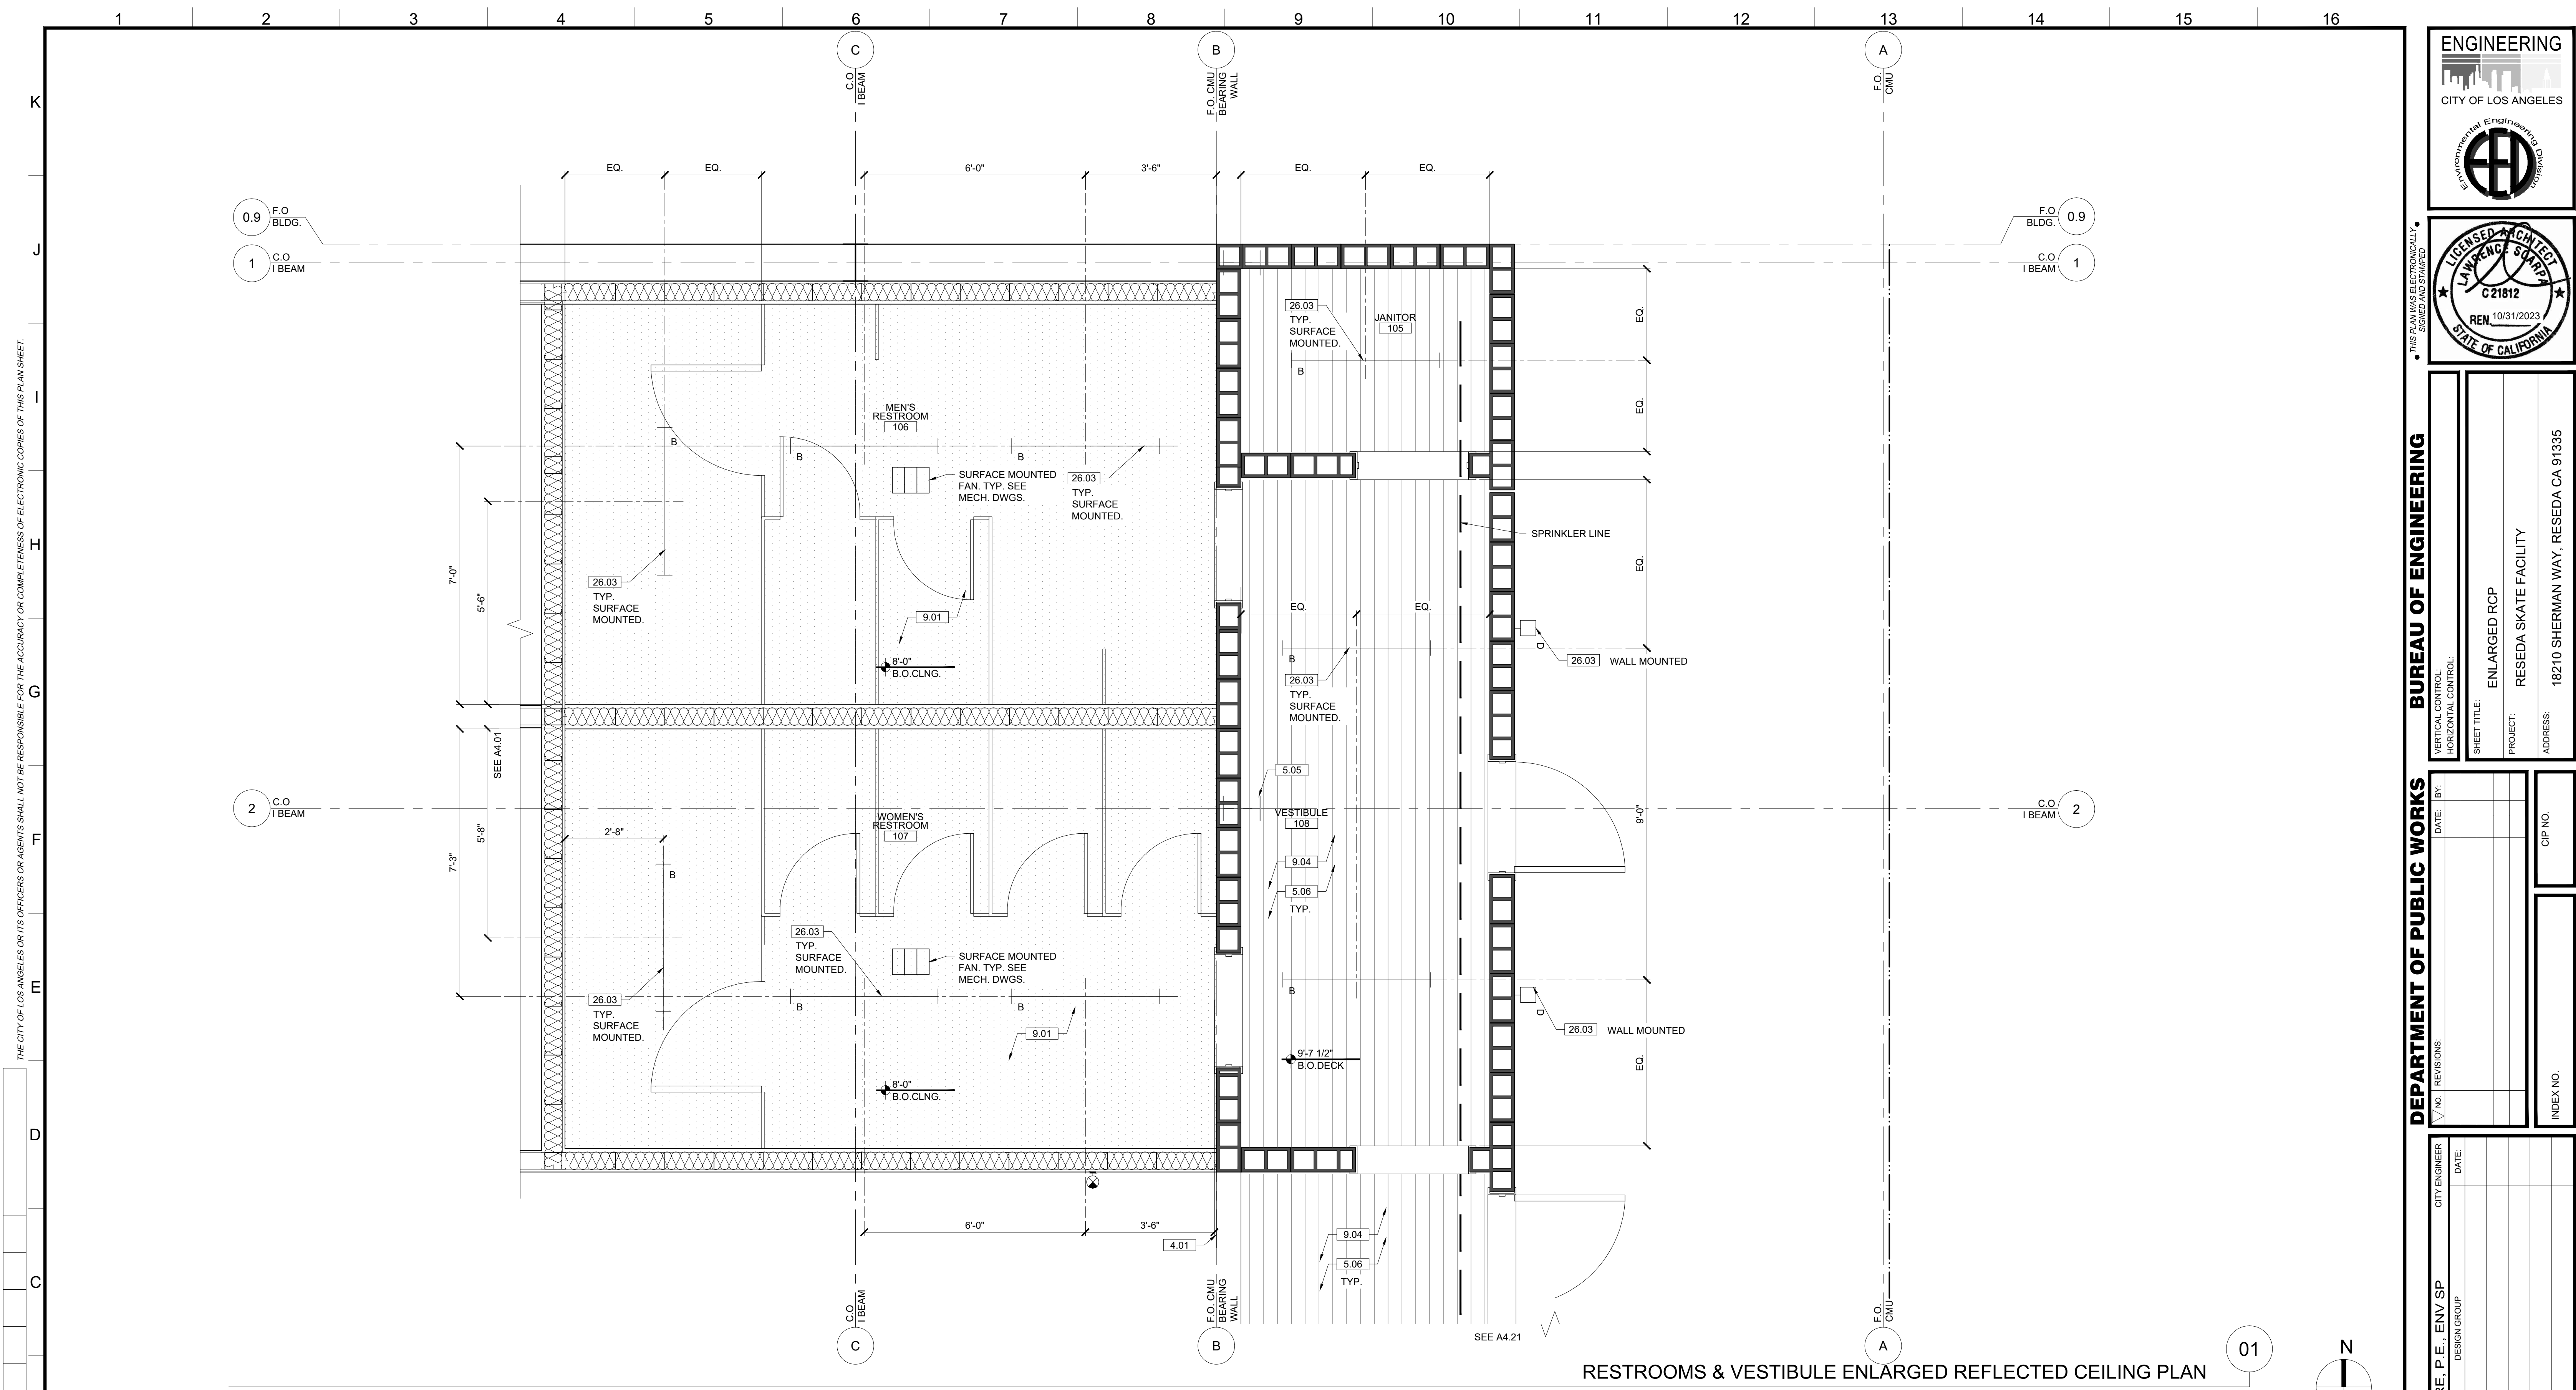 1 2 3 4 5 6 7 8 9 10 11 12 13 14 15 16
K
J
I
H
G
F
E
D
C
THE CITY OF LOS ANGELES OR ITS OFFICERS OR AGENTS SHALL NOT BE RESPONSIBLE FOR THE ACCURACY OR COMPLETENESS OF ELECTRONIC COPIES OF THIS PLAN SHEET.
C
C.O
I BEAM
B
F.O. CMU
BEARING
WALL
A
F.O.
CMU
EQ. EQ. 6'-0" 3'-6" EQ. EQ.
0.9
F.O
BLDG.
1
C.O
I BEAM
F.O
BLDG.
0.9
C.O
I BEAM
1
26.03
TYP.
SURFACE
MOUNTED.
JANITOR
105
B
EQ.
EQ.
MEN'S
RESTROOM
106
B
B
B
SURFACE MOUNTED
FAN. TYP. SEE
MECH. DWGS.
26.03
TYP.
SURFACE
MOUNTED.
7'-0"
5'-6"
26.03
TYP.
SURFACE
MOUNTED.
9.01
8'-0"
B.O.CLNG.
SPRINKLER LINE
EQ.
EQ. EQ.
B
26.03
TYP.
SURFACE
MOUNTED.
D
26.03 WALL MOUNTED
SEE A4.01
5.05
2
C.O
I BEAM
VESTIBULE
108
9'-0"
C.O
I BEAM
2
WOMEN'S
RESTROOM
107
2'-8"
7'-3"
5'-8"
B
9.04
5.06
TYP.
26.03
TYP.
SURFACE
MOUNTED.
SURFACE MOUNTED
FAN. TYP. SEE
MECH. DWGS.
26.03
TYP.
SURFACE
MOUNTED.
B
B
B
9.01
D
26.03 WALL MOUNTED
9'-7 1/2"
B.O.DECK
8'-0"
B.O.CLNG.
EQ.
6'-0" 3'-6"
4.01
9.04
5.06
TYP.
C.O
I BEAM
C
F.O. CMU
BEARING
WALL
B
F.O.
CMU
A
SEE A4.21
RESTROOMS & VESTIBULE ENLARGED REFLECTED CEILING PLAN
01
N
ENGINEERING
CITY OF LOS ANGELES
Environmental Engineering Division
THIS PLAN WAS ELECTRONICALLY
SIGNED AND STAMPED
LICENSED ARCHITECT
LAWRENCE SCARPA
C 21812
REN. 10/31/2023
STATE OF CALIFORNIA
BUREAU OF ENGINEERING
VERTICAL CONTROL:
HORIZONTAL CONTROL:
SHEET TITLE:
ENLARGED RCP
PROJECT:
RESEDA SKATE FACILITY
ADDRESS:
18210 SHERMAN WAY, RESEDA CA 91335
DEPARTMENT OF PUBLIC WORKS
NO. REVISIONS: DATE: BY:
CIP NO.
INDEX NO.
P.E., ENV SP
CITY ENGINEER
DESIGN GROUP
DATE: